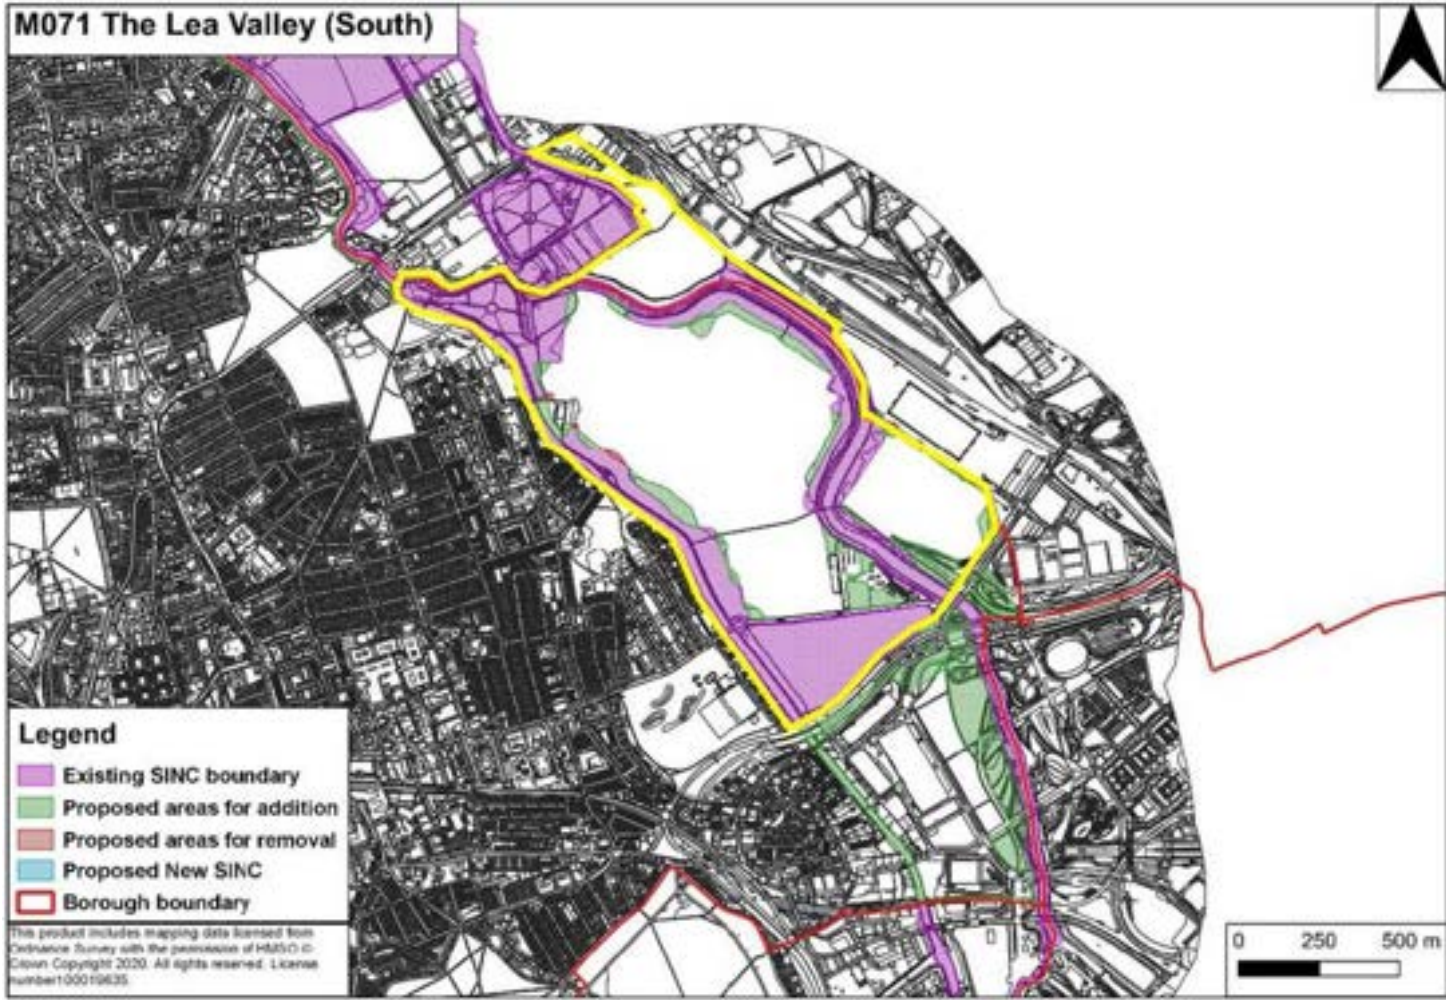 M071 The Lea Valley (South)
Legend
Existing SINC boundary
Proposed areas for addition
Proposed areas for removal
Proposed New SINC
Borough boundary
This product includes mapping data licensed from
Ordnance Survey with the permission of HMSO ©
Crown Copyright 2020. All rights reserved. License
number100019635.
0 250 500 m